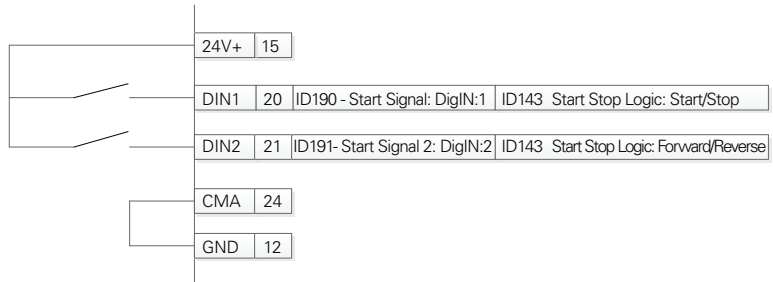 24V+ 15
DIN1 20 ID190 - Start Signal: DigIN:1 ID143 Start Stop Logic: Start/Stop
DIN2 21 ID191- Start Signal 2: DigIN:2 ID143 Start Stop Logic: Forward/Reverse
CMA 24
GND 12